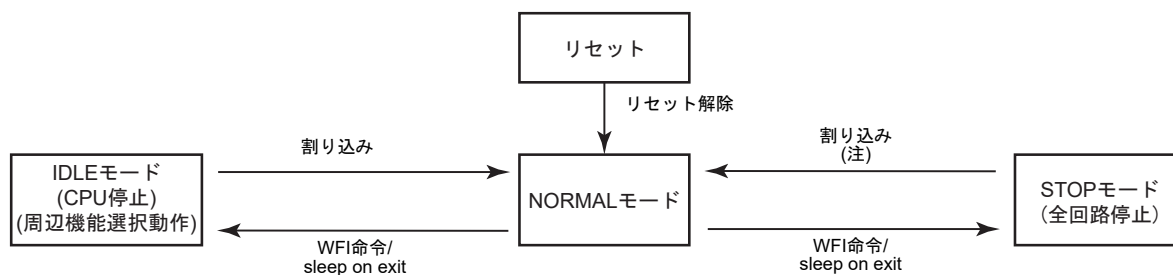 リセット
リセット解除
割り込み
割り込み
(注)
IDLEモード
(CPU停止)
(周辺機能選択動作)
NORMALモード
STOPモード
(全回路停止)
WFI命令/
sleep on exit
WFI命令/
sleep on exit